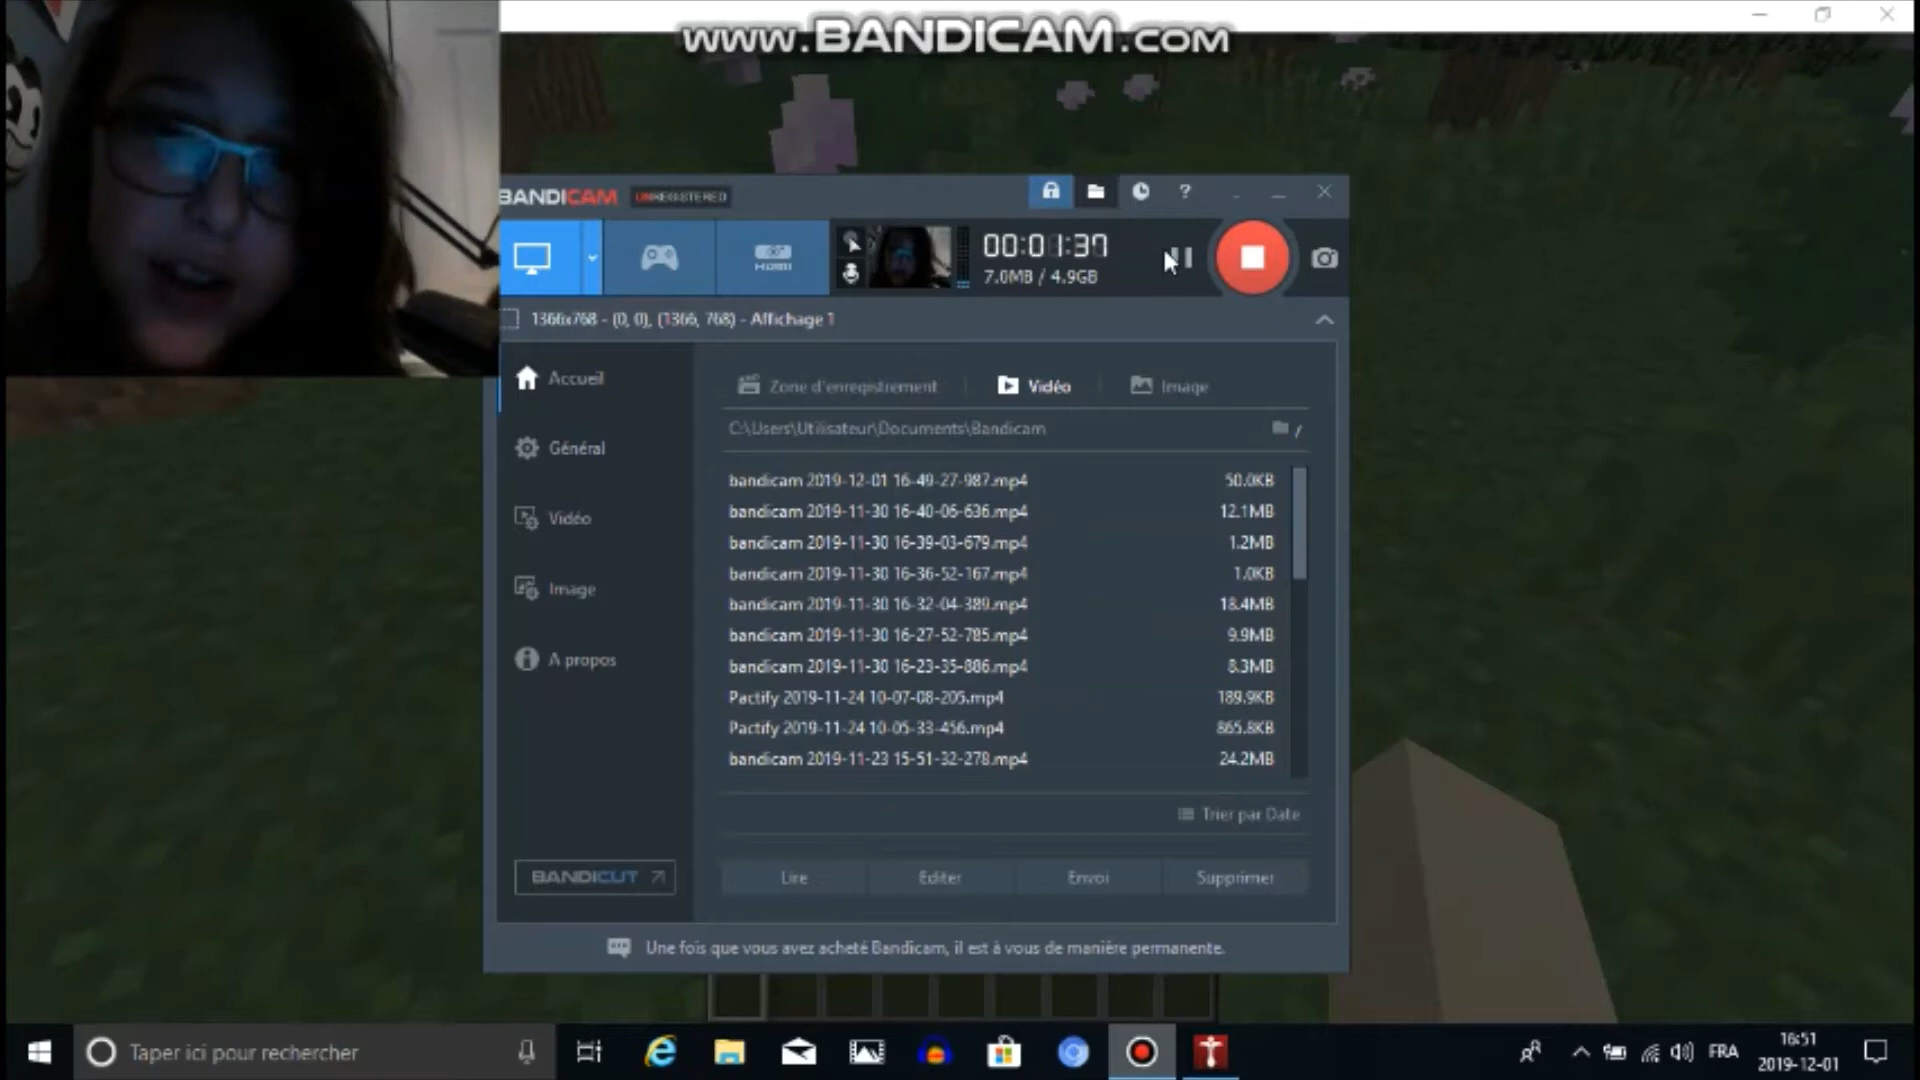 www.BANDICAM.com
BANDICAM UNREGISTERED
?
HDMI
00:01:37
7.0MB / 4.9GB
1366x768 - (0, 0), (1366, 768) - Affichage 1
Accueil
Général
Vidéo
Image
A propos
BANDICUT
Zone d'enregistrement Vidéo Image
C:\Users\Utilisateur\Documents\Bandicam
bandicam 2019-12-01 16-49-27-987.mp4 50.0KB
bandicam 2019-11-30 16-40-06-636.mp4 12.1MB
bandicam 2019-11-30 16-39-03-679.mp4 1.2MB
bandicam 2019-11-30 16-36-52-167.mp4 1.0KB
bandicam 2019-11-30 16-32-04-389.mp4 18.4MB
bandicam 2019-11-30 16-27-52-785.mp4 9.9MB
bandicam 2019-11-30 16-23-35-886.mp4 8.3MB
Pactify 2019-11-24 10-07-08-205.mp4 189.9KB
Pactify 2019-11-24 10-05-33-456.mp4 865.8KB
bandicam 2019-11-23 15-51-32-278.mp4 24.2MB
Trier par Date
Lire Editer Envoi Supprimer
Une fois que vous avez acheté Bandicam, il est à vous de manière permanente.
Taper ici pour rechercher
FRA
16:51
2019-12-01